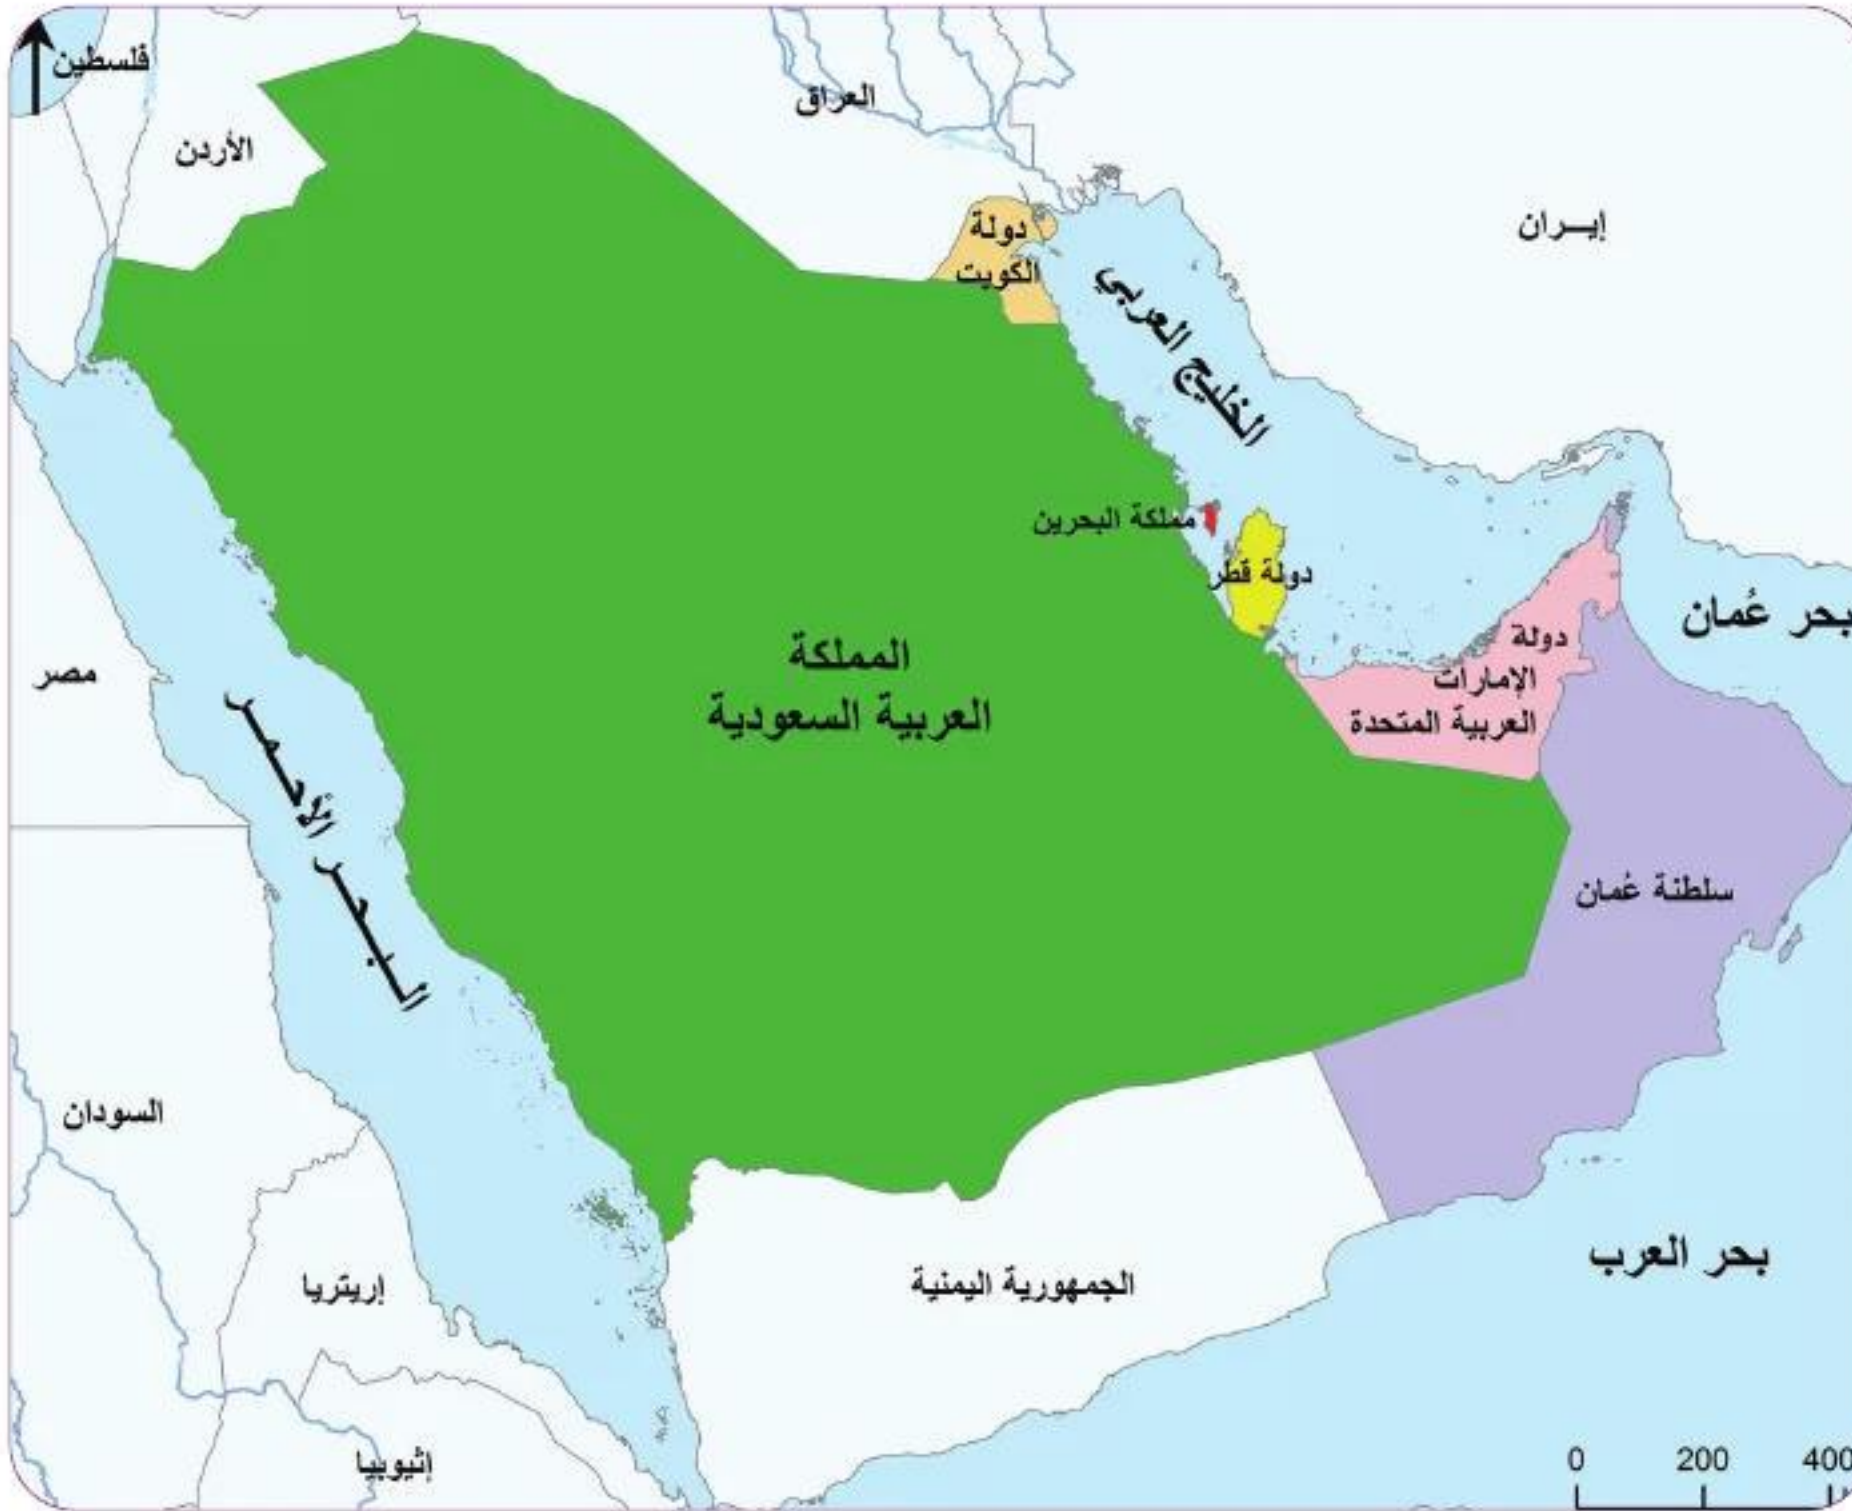 فلسطين
العراق
الأردن
إيــران
دولة
الكويت
الخليج العربي
مملكة البحرين
دولة قطر
بحر عُمان
دولة
الإمارات
العربية المتحدة
المملكة
العربية السعودية
مصر
البحر الأحمر
سلطنة عُمان
السودان
بحر العرب
إريتريا
الجمهورية اليمنية
إثيوبيا
0 200 400